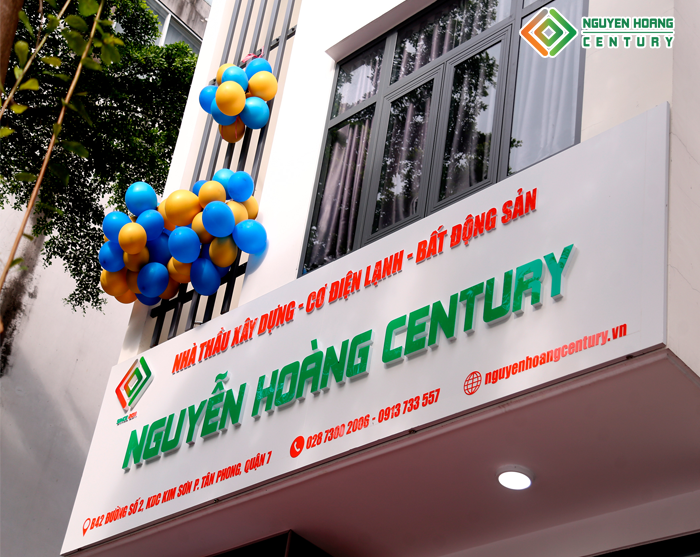 NGUYEN HOANG
CENTURY
NHÀ THẦU XÂY DỰNG - CƠ ĐIỆN LẠNH - BẤT ĐỘNG SẢN
NGUYỄN HOÀNG CENTURY
028 7300 2006 - 0913 733 557
nguyenhoangcentury.vn
B42 ĐƯỜNG SỐ 2, KDC KIM SƠN P. TÂN PHONG, QUẬN 7